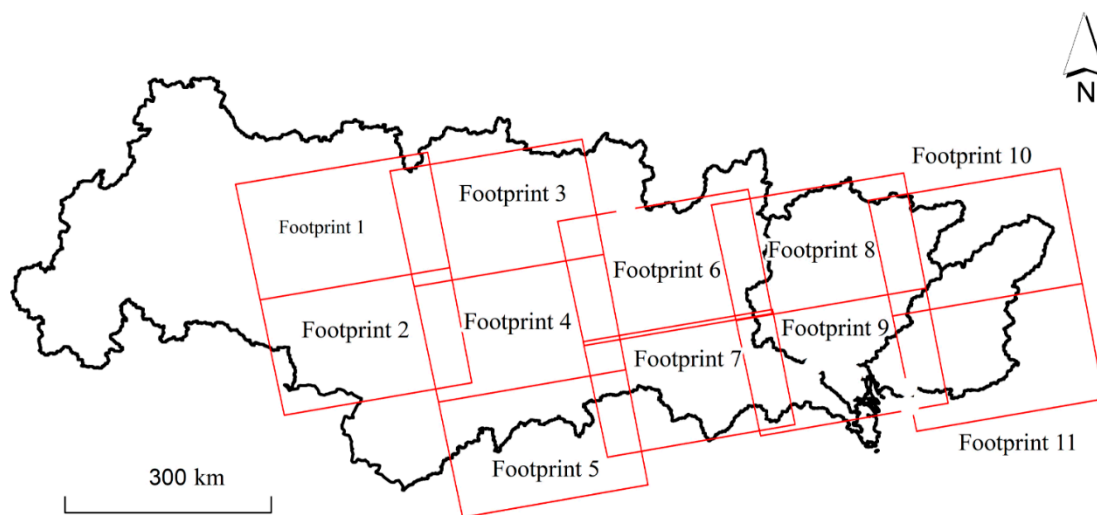 N
Footprint 10
Footprint 3
Footprint 1
Footprint 8
Footprint 6
Footprint 2
Footprint 4
Footprint 9
Footprint 7
Footprint 11
Footprint 5
300 km